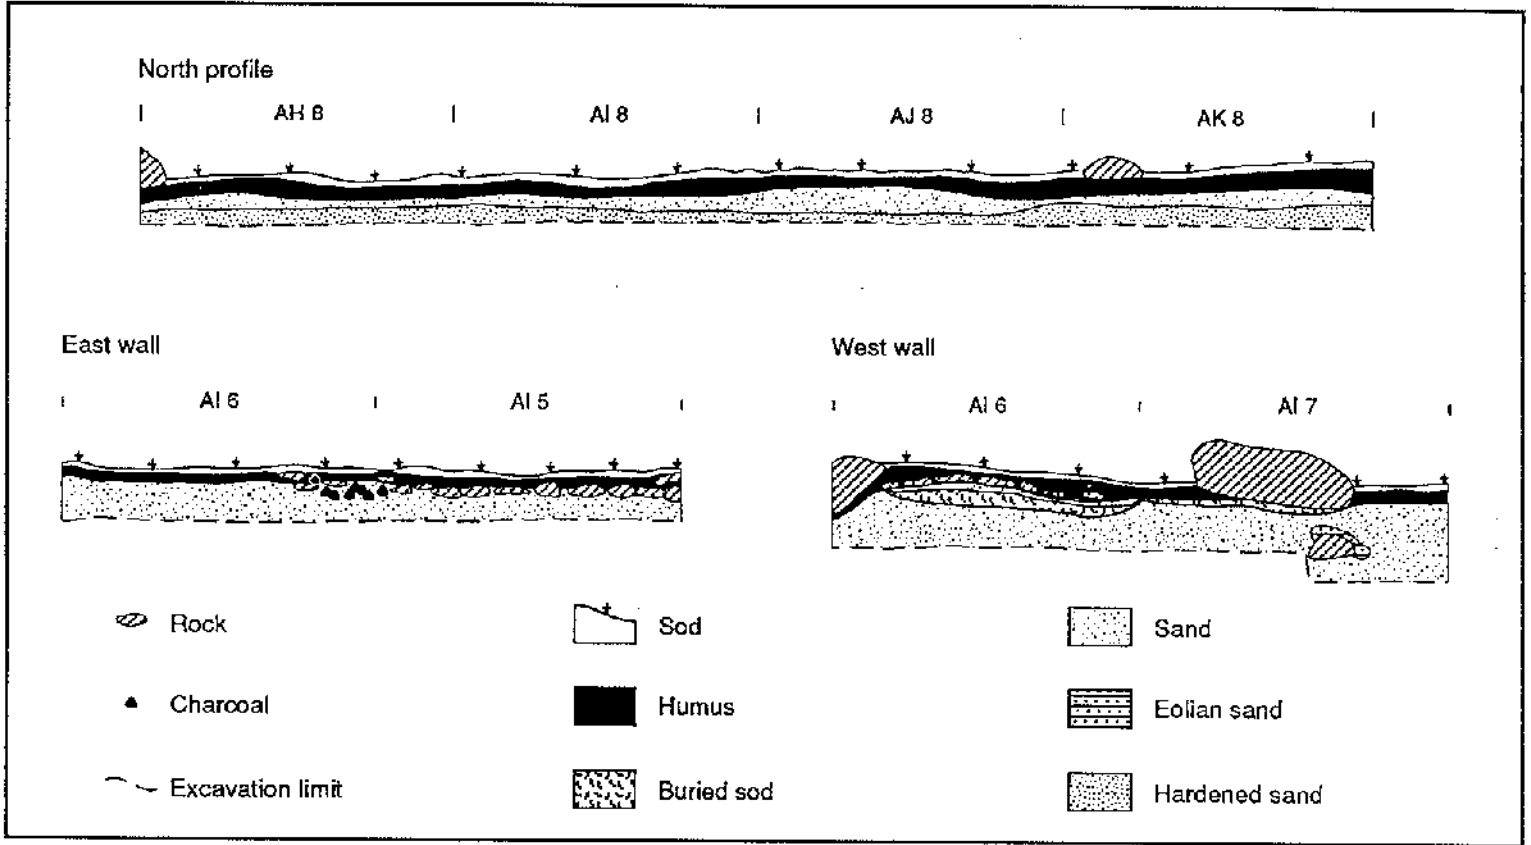 North profile
AH 8 AI 8 AJ 8 AK 8
East wall
West wall
AI 6 AI 5
AI 6 AI 7
Rock
Sod
Sand
Charcoal
Humus
Eolian sand
Excavation limit
Buried sod
Hardened sand